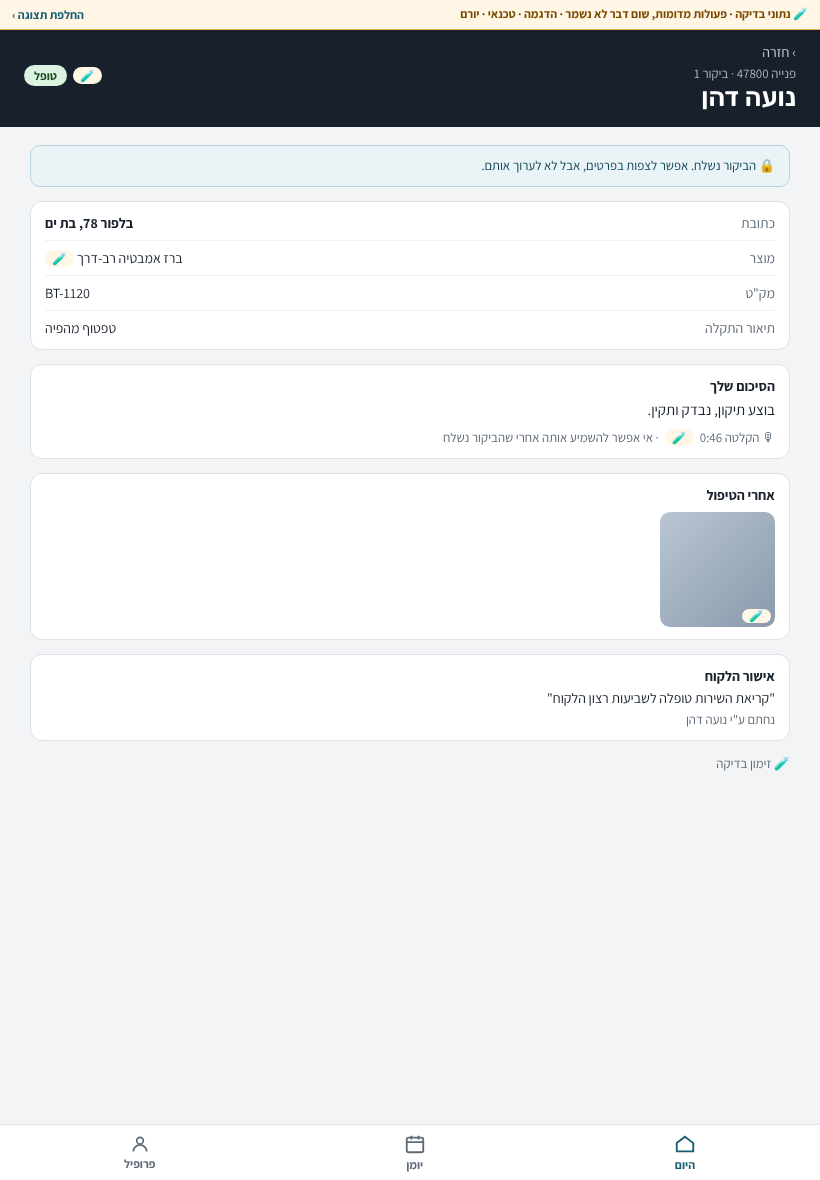 🧪 נתוני בדיקה · פעולות מדומות, שום דבר לא נשמר · הדגמה · טכנאי · יורם
החלפת תצוגה ›
› חזרה
פנייה 47800 · ביקור 1
נועה דהן
🧪 טופל
🔒 הביקור נשלח. אפשר לצפות בפרטים, אבל לא לערוך אותם.
כתובת בלפור 78, בת ים
מוצר ברז אמבטיה רב-דרך 🧪
מק"ט BT-1120
תיאור התקלה טפטוף מהפיה
הסיכום שלך
בוצע תיקון, נבדק ותקין.
🎙 הקלטה 0:46 🧪 · אי אפשר להשמיע אותה אחרי שהביקור נשלח
אחרי הטיפול
🧪
אישור הלקוח
"קריאת השירות טופלה לשביעות רצון הלקוח"
נחתם ע"י נועה דהן
🧪 זימון בדיקה
היום
יומן
פרופיל